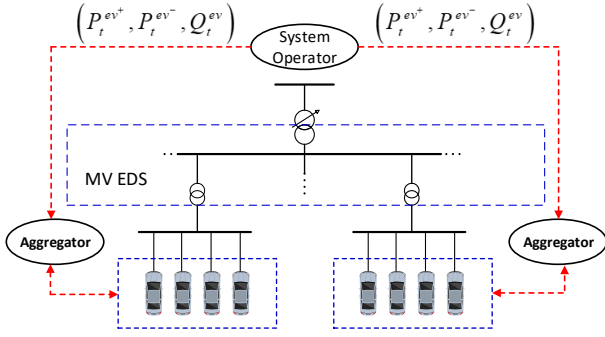 (P_t^{ev^+}, P_t^{ev^-}, Q_t^{ev})
(P_t^{ev^+}, P_t^{ev^-}, Q_t^{ev})
System
Operator
MV EDS
Aggregator
Aggregator